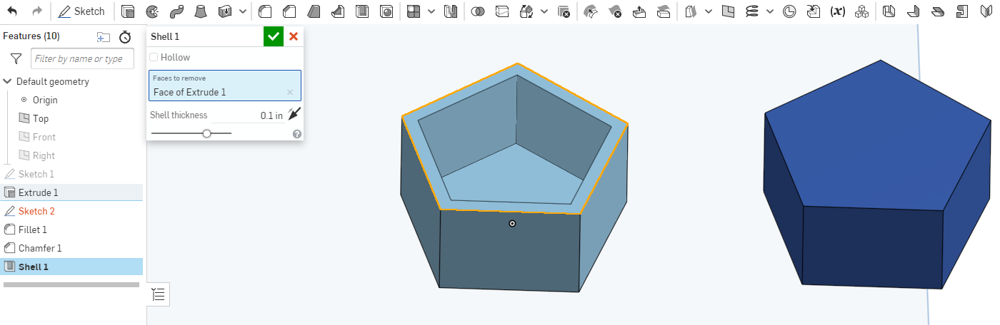 Sketch
Features (10)
Filter by name or type
Default geometry
Origin
Top
Front
Right
Sketch 1
Extrude 1
Sketch 2
Fillet 1
Chamfer 1
Shell 1
Shell 1
Hollow
Faces to remove
Face of Extrude 1
Shell thickness 0.1 in
(x)